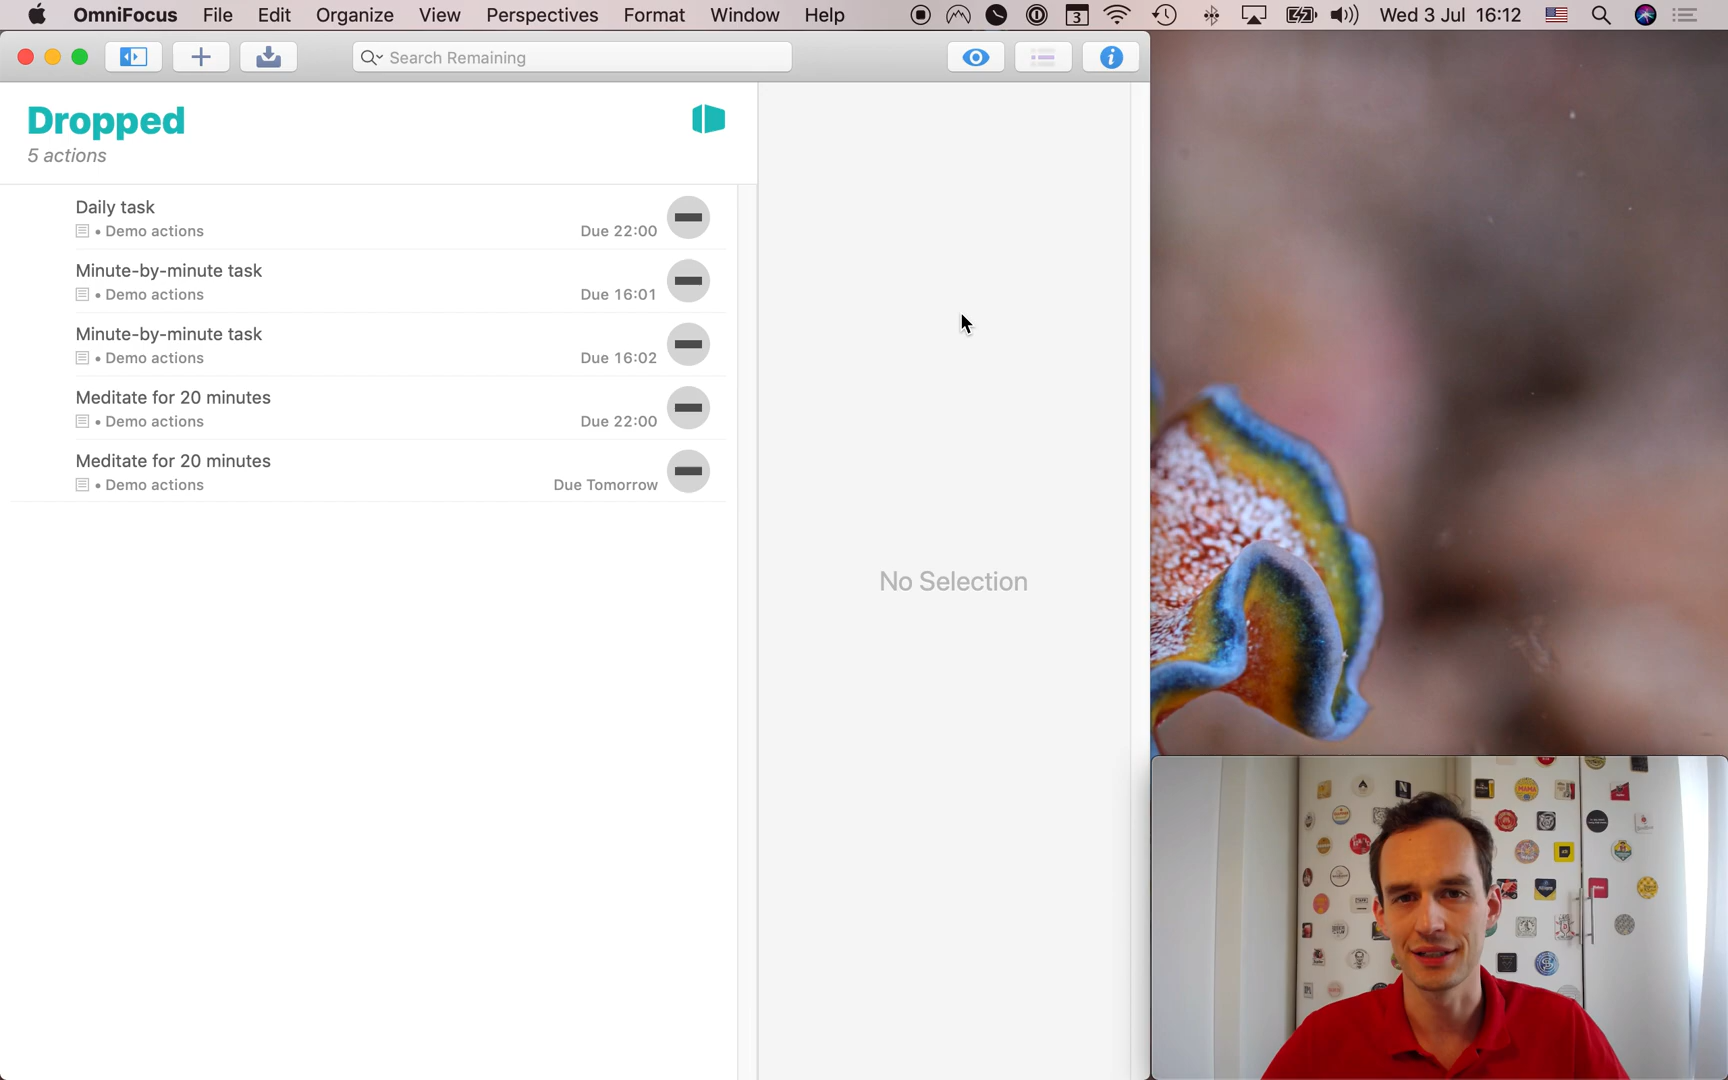 OmniFocus File Edit Organize View Perspectives Format Window Help 3 Wed 3 Jul 16:12
Search Remaining
Dropped
5 actions
Daily task
• Demo actions Due 22:00
Minute-by-minute task
• Demo actions Due 16:01
Minute-by-minute task
• Demo actions Due 16:02
Meditate for 20 minutes
• Demo actions Due 22:00
Meditate for 20 minutes
• Demo actions Due Tomorrow
No Selection